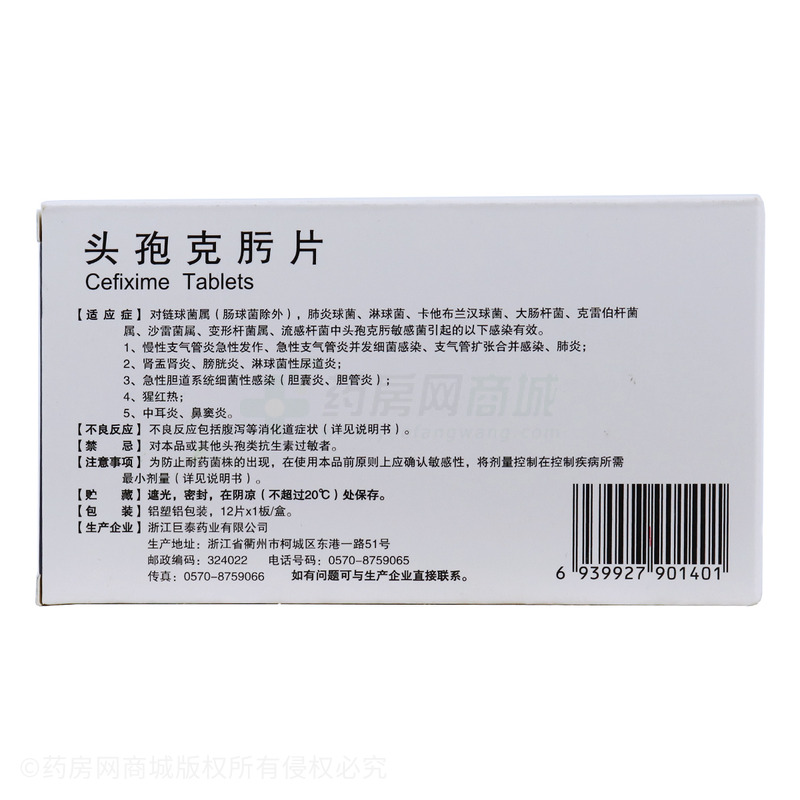 头孢克肟片
Cefixime Tablets
【适应症】对链球菌属（肠球菌除外），肺炎球菌、淋球菌、卡他布兰汉球菌、大肠杆菌、克雷伯杆菌
属、沙雷菌属、变形杆菌属、流感杆菌中头孢克肟敏感菌引起的以下感染有效。
1、慢性支气管炎急性发作、急性支气管炎并发细菌感染、支气管扩张合并感染、肺炎；
2、肾盂肾炎、膀胱炎、淋球菌性尿道炎；
3、急性胆道系统细菌性感染（胆囊炎、胆管炎）；
4、猩红热；
5、中耳炎、鼻窦炎。
【不良反应】不良反应包括腹泻等消化道症状（详见说明书）。
【禁忌】对本品或其他头孢类抗生素过敏者。
【注意事项】为防止耐药菌株的出现，在使用本品前原则上应确认敏感性，将剂量控制在控制疾病所需
最小剂量（详见说明书）。
【贮藏】遮光，密封，在阴凉（不超过20℃）处保存。
【包装】铝塑铝包装，12片x1板/盒。
【生产企业】浙江巨泰药业有限公司
生产地址：浙江省衢州市柯城区东港一路51号
邮政编码：324022 电话号码：0570-8759065
传真：0570-8759066 如有问题可与生产企业直接联系。
6 939927 901401
药房网商城
©药房网商城版权所有侵权必究